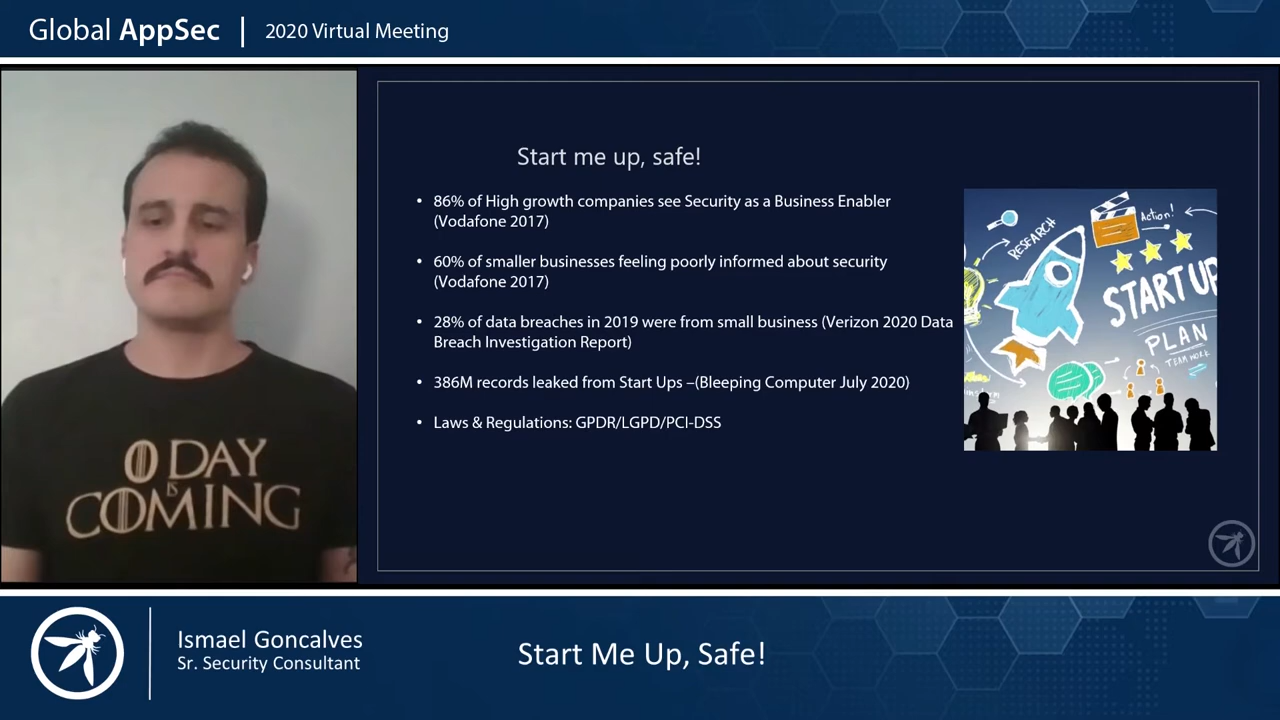 Global AppSec | 2020 Virtual Meeting
Start me up, safe!
• 86% of High growth companies see Security as a Business Enabler
(Vodafone 2017)
• 60% of smaller businesses feeling poorly informed about security
(Vodafone 2017)
• 28% of data breaches in 2019 were from small business (Verizon 2020 Data
Breach Investigation Report)
• 386M records leaked from Start Ups –(Bleeping Computer July 2020)
• Laws & Regulations: GPDR/LGPD/PCI-DSS
RESEARCH
Action!
STARTUP
PLAN
TEAM WORK
0 DAY
IS
COMING
Ismael Goncalves
Sr. Security Consultant
Start Me Up, Safe!